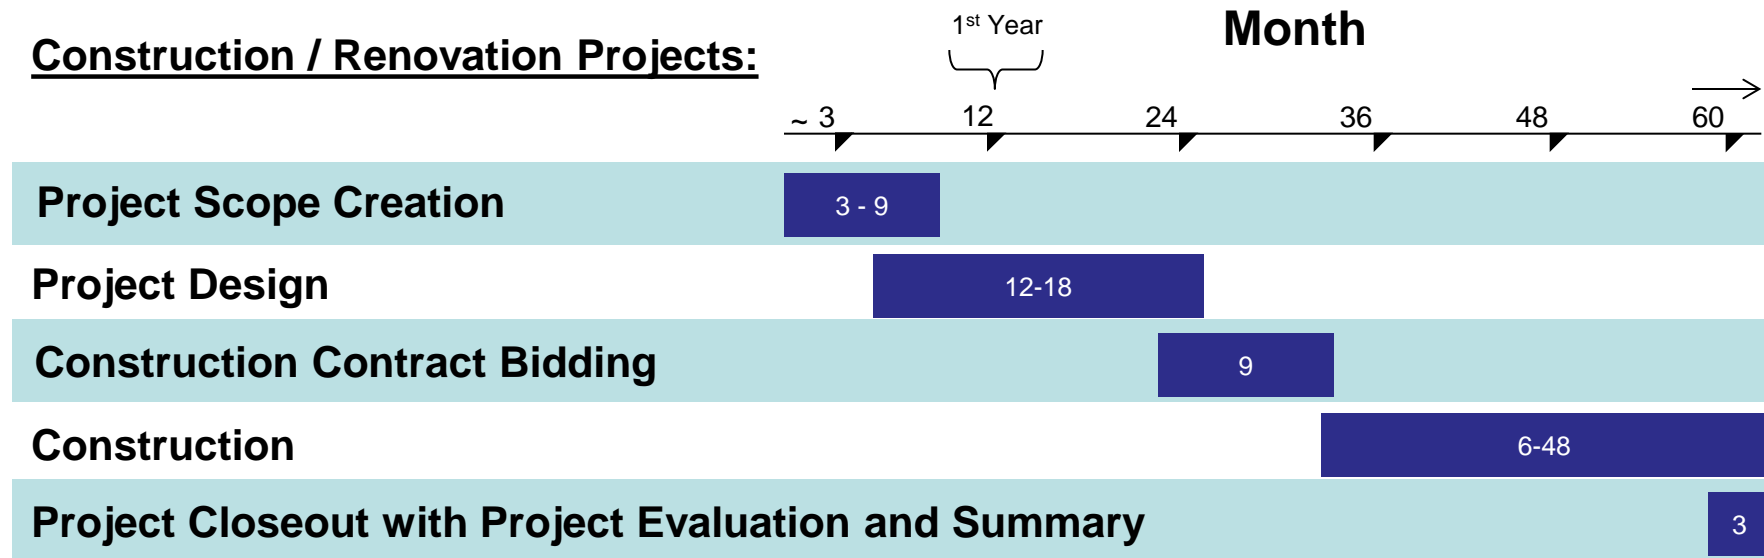 1st Year
Month
Construction / Renovation Projects:
~ 3 12 24 36 48 60
Project Scope Creation 3 - 9
Project Design 12-18
Construction Contract Bidding 9
Construction 6-48
Project Closeout with Project Evaluation and Summary 3